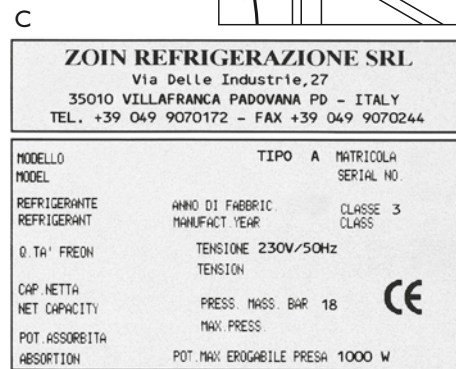 C
ZOIN REFRIGERAZIONE SRL
Via Delle Industrie,27
35010 VILLAFRANCA PADOVANA PD - ITALY
TEL. +39 049 9070172 - FAX +39 049 9070244
MODELLO TIPO A MATRICOLA
MODEL SERIAL NO.
REFRIGERANTE ANNO DI FABBRIC. CLASSE 3
REFRIGERANT MANUFACT.YEAR CLASS
Q.TA' FREON TENSIONE 230V/50Hz
TENSION
CAP.NETTA
NET CAPACITY PRESS. MASS. BAR 18 CE
MAX.PRESS.
POT.ASSORBITA
ABSORTION POT.MAX EROGABILE PRESA 1000 W